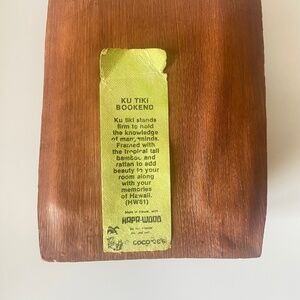 KU TIKI
BOOKEND
Ku tiki stands
firm to hold
the knowledge
of many minds.
Framed with
the tropical tall
bamboo and
rattan to add
beauty to your
room along
with your
memories
of Hawaii.
(HW61)
Made in Hawaii with
HAPA-WOOD
COCO